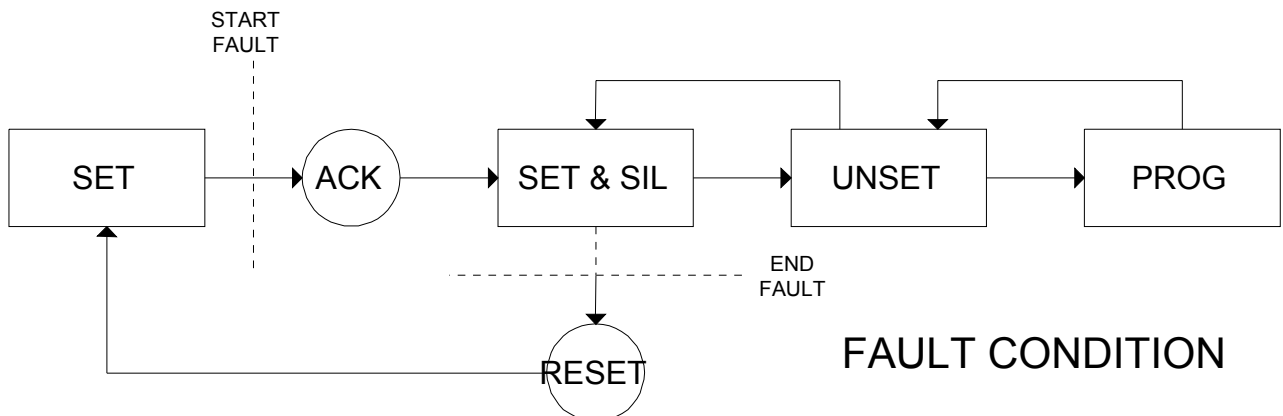 START
FAULT
SET
ACK
SET & SIL
UNSET
PROG
END
FAULT
RESET
FAULT CONDITION